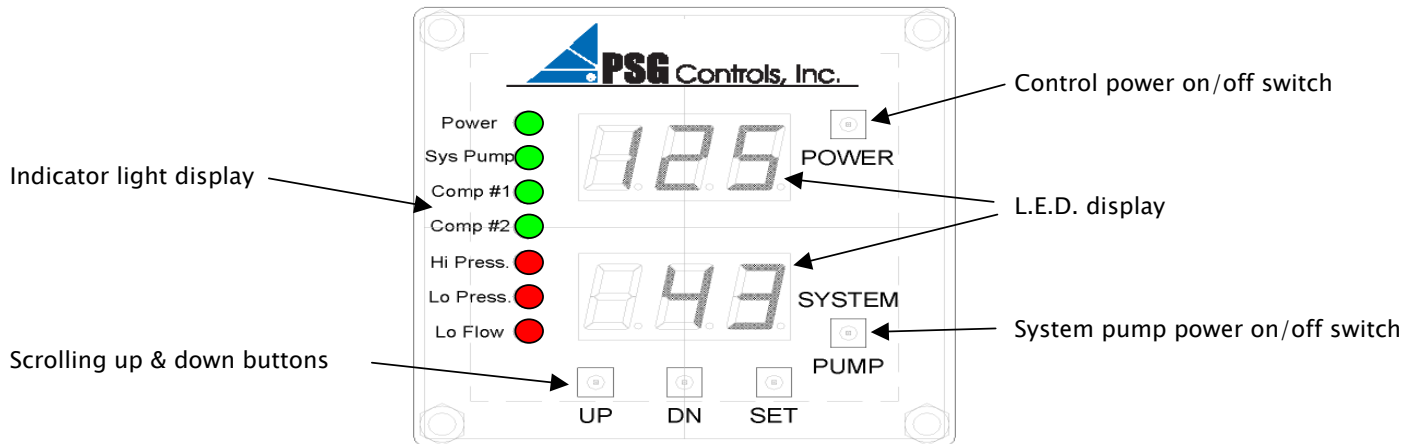 PSG Controls, Inc.
Control power on/off switch
Power
125
Sys Pump
POWER
Indicator light display
Comp #1
L.E.D. display
Comp #2
Hi Press.
43
Lo Press.
SYSTEM
Lo Flow
System pump power on/off switch
Scrolling up & down buttons
PUMP
UP DN SET